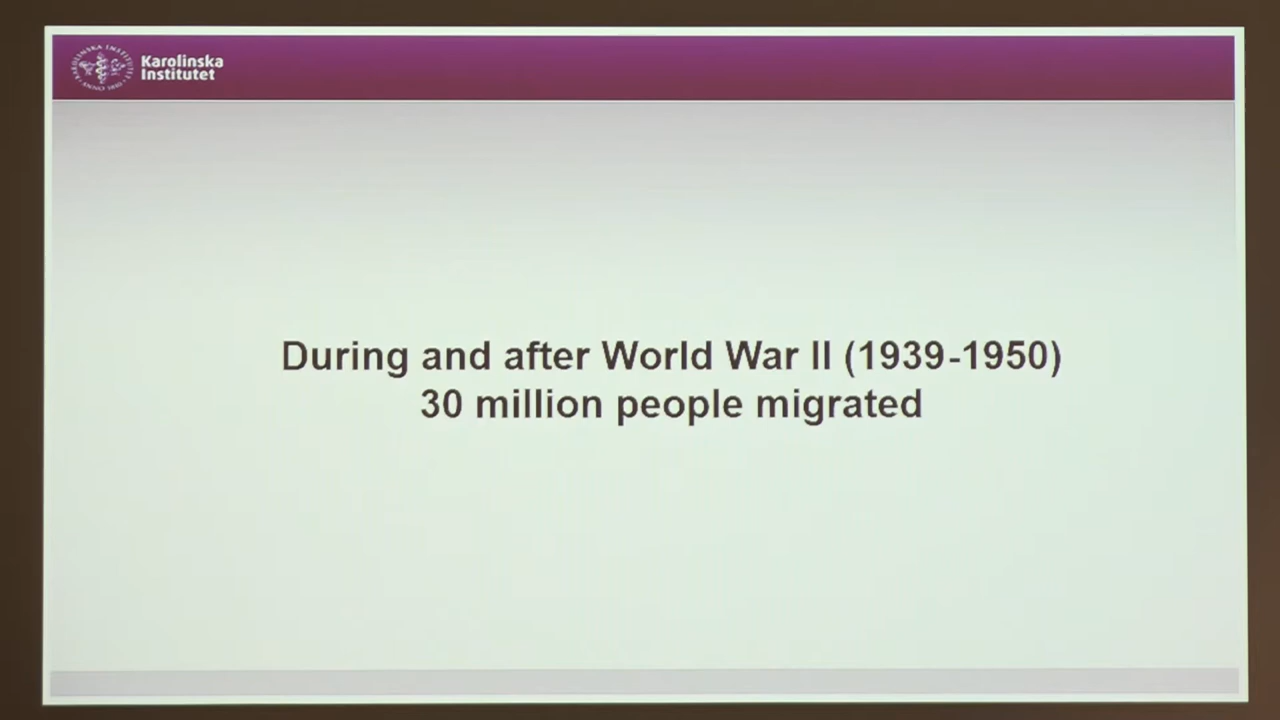 Karolinska
Institutet
During and after World War II (1939-1950)
30 million people migrated